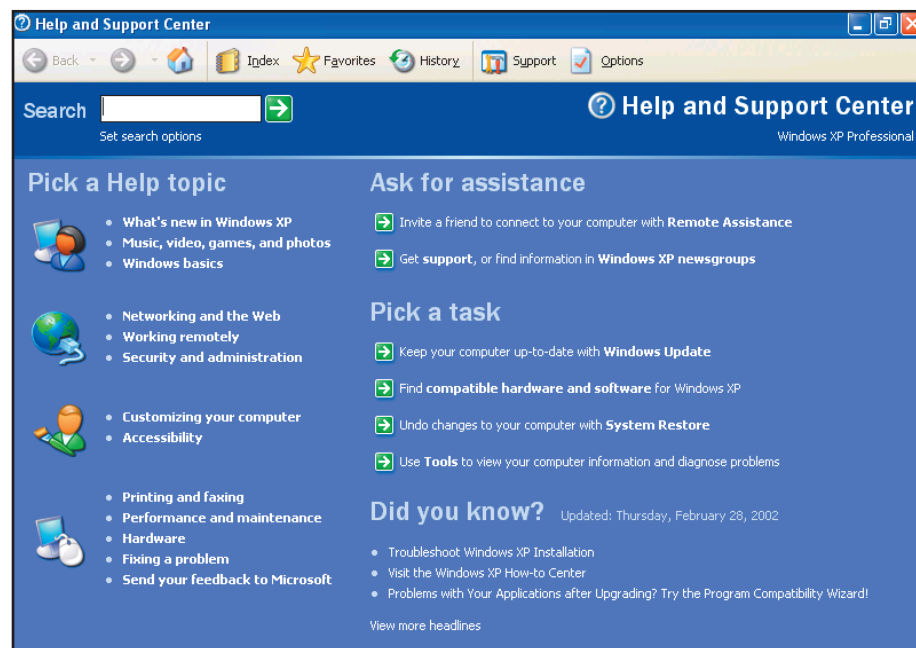 Help and Support Center
Back
Index
Favorites
History
Support
Options
Search
Help and Support Center
Set search options
Windows XP Professional
Pick a Help topic
What's new in Windows XP
Music, video, games, and photos
Windows basics
Networking and the Web
Working remotely
Security and administration
Customizing your computer
Accessibility
Printing and faxing
Performance and maintenance
Hardware
Fixing a problem
Send your feedback to Microsoft
Ask for assistance
Invite a friend to connect to your computer with Remote Assistance
Get support, or find information in Windows XP newsgroups
Pick a task
Keep your computer up-to-date with Windows Update
Find compatible hardware and software for Windows XP
Undo changes to your computer with System Restore
Use Tools to view your computer information and diagnose problems
Did you know? Updated: Thursday, February 28, 2002
Troubleshoot Windows XP Installation
Visit the Windows XP How-to Center
Problems with Your Applications after Upgrading? Try the Program Compatibility Wizard!
View more headlines